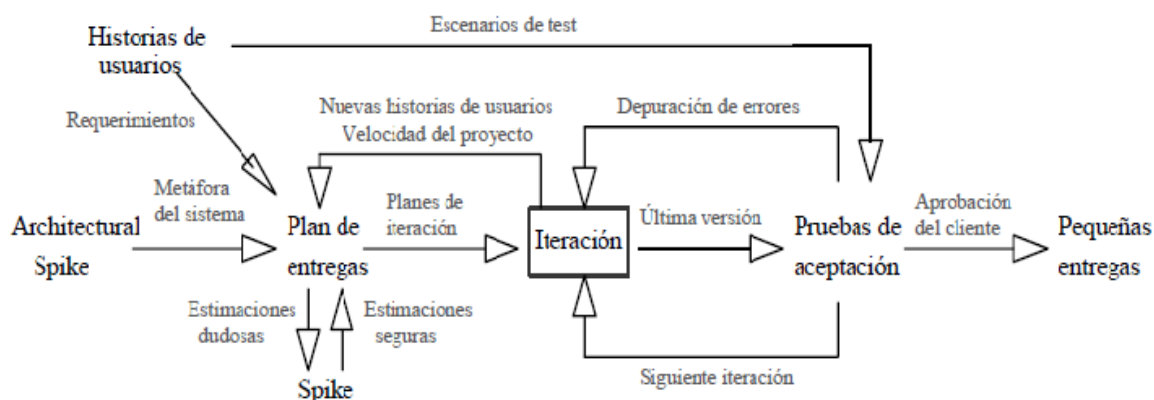 Escenarios de test
Historias de
usuarios
Nuevas historias de usuarios
Velocidad del proyecto
Depuración de errores
Requerimientos
Metáfora
del sistema
Planes de
iteración
Última versión
Aprobación
del cliente
Architectural
Spike
Plan de
entregas
Iteración
Pruebas de
aceptación
Pequeñas
entregas
Estimaciones
dudosas
Estimaciones
seguras
Siguiente iteración
Spike